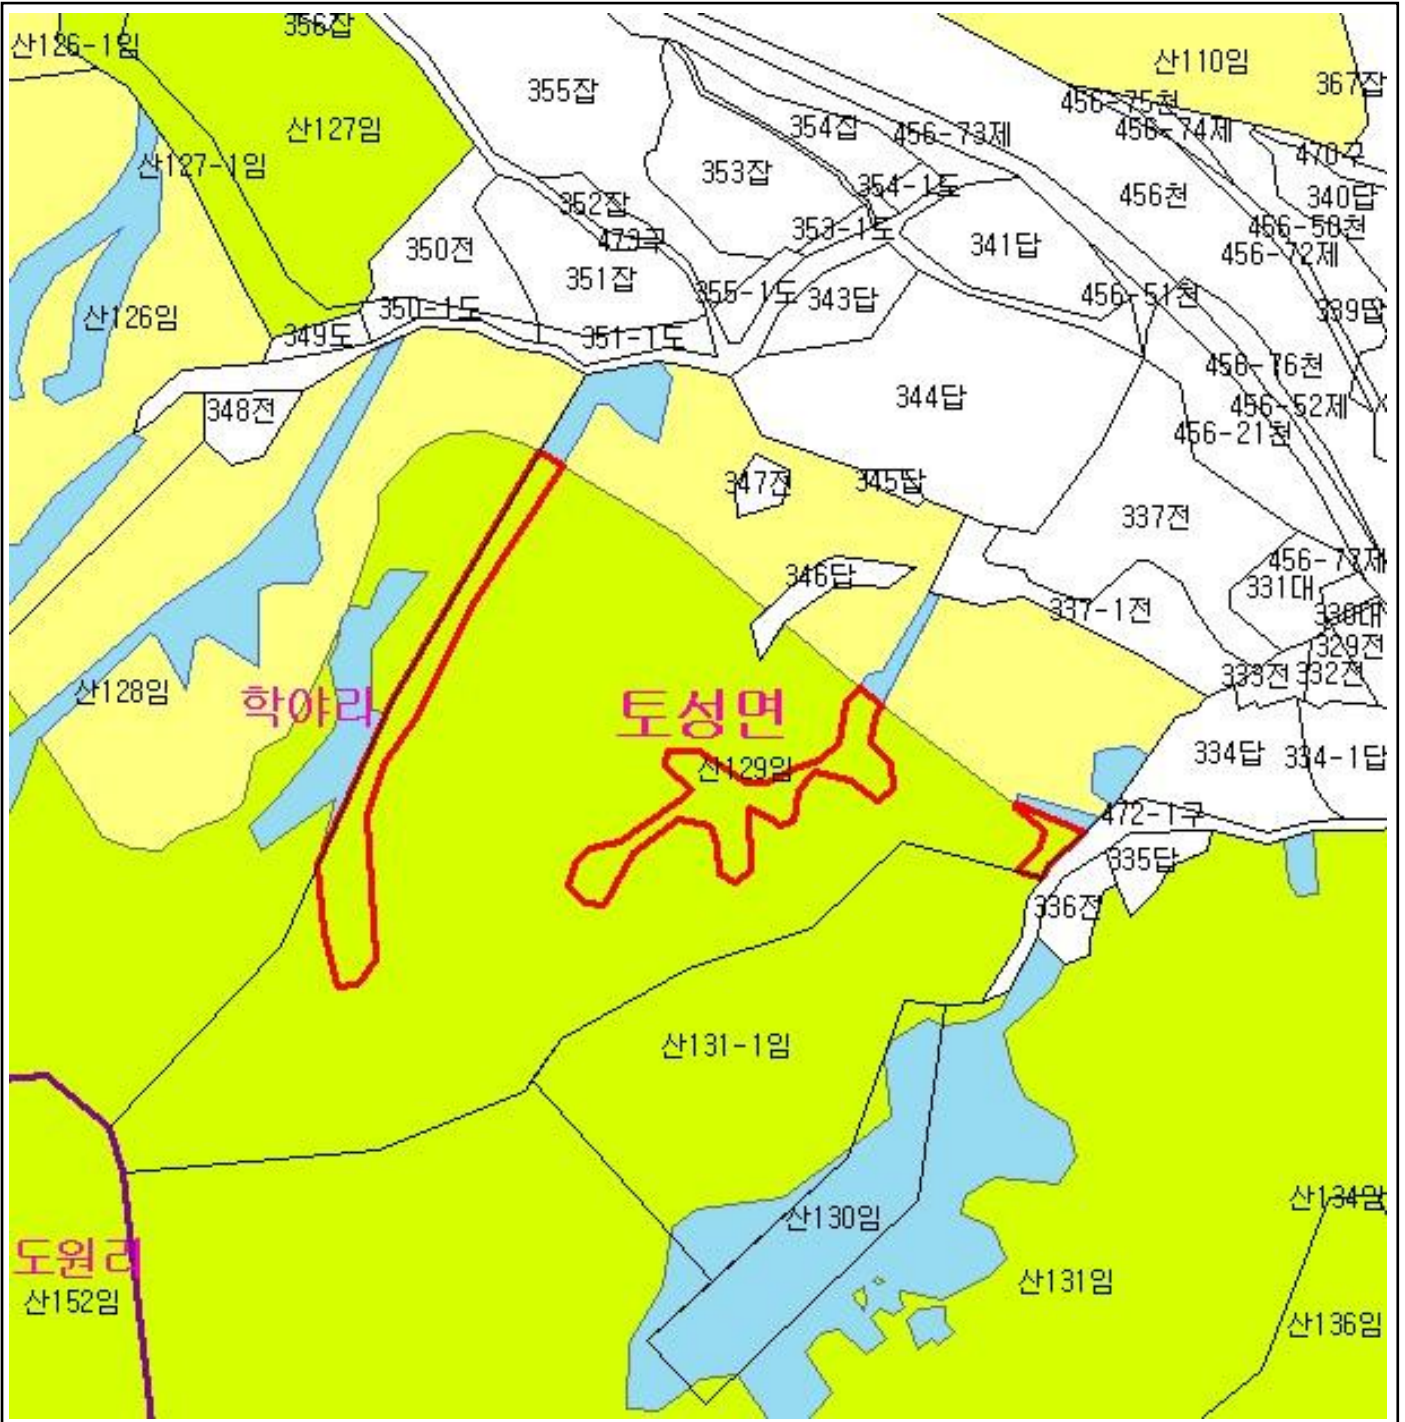 356잡
산126-1임
산110임
367잡
355잡
456-75천
산127임
354잡
456-73제
456-74제
산127-1임
470구
353잡
354-1도
456천
340답
352잡
353-1도
456-50천
473구
341답
456-72제
350전
351잡
355-1도
343답
456-51천
350-1도
339답
산126임
349도
351-1도
456-76천
344답
348전
456-52제
456-21천
347전
345답
337전
456-77제
346답
331대
337-1전
330대
329전
333전
332전
산128임
학야리
토성면
334답
334-1답
산129임
472-1구
335답
336전
산131-1임
산134임
산130임
도원리
산131임
산152임
산136임